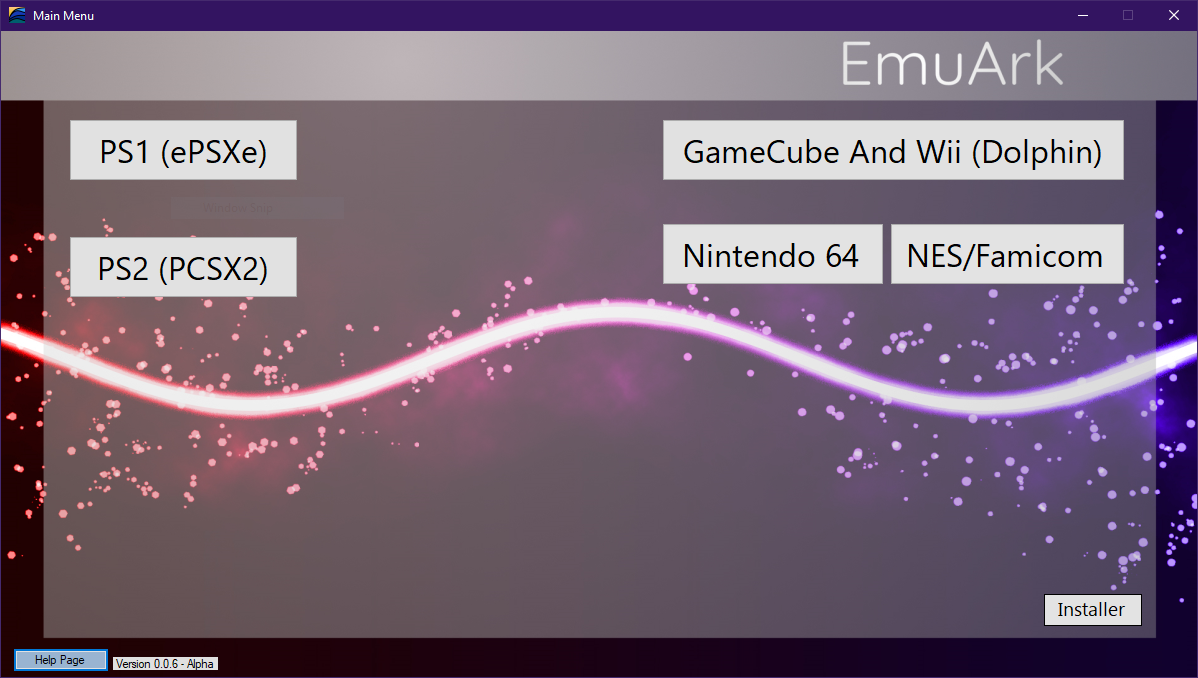 Main Menu
EmuArk
PS1 (ePSXe)
GameCube And Wii (Dolphin)
PS2 (PCSX2)
Nintendo 64
NES/Famicom
Installer
Help Page
Version 0.0.6 - Alpha